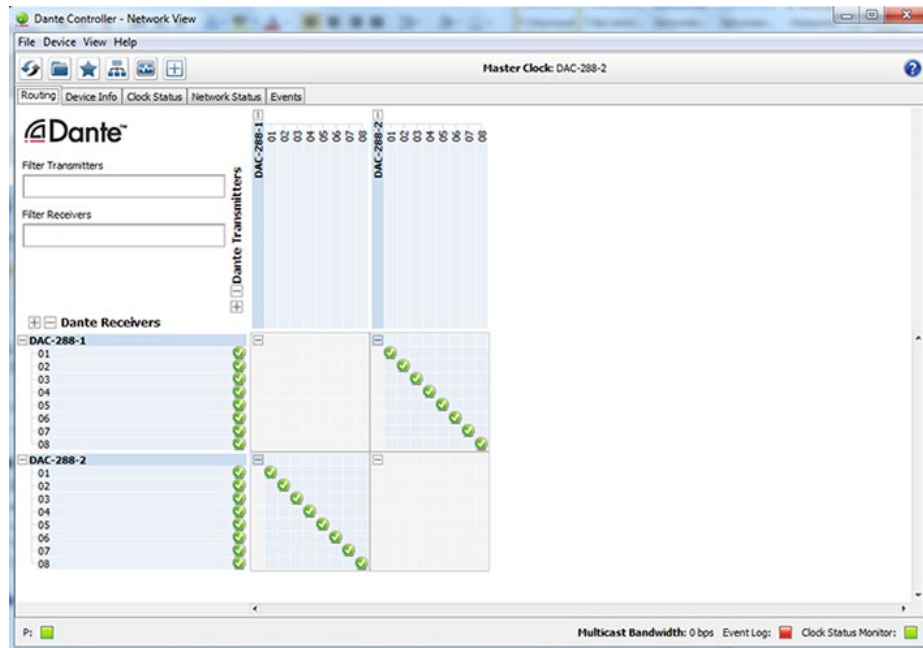 Dante Controller - Network View
File Device View Help
Master Clock: DAC-288-2
Routing Device Info Clock Status Network Status Events
Dante™
Filter Transmitters
Filter Receivers
Dante Transmitters
DAC-288-1
01 02 03 04 05 06 07 08
DAC-288-2
01 02 03 04 05 06 07 08
Dante Receivers
DAC-288-1
01
02
03
04
05
06
07
08
DAC-288-2
01
02
03
04
05
06
07
08
P:
Multicast Bandwidth: 0 bps Event Log: Clock Status Monitor: